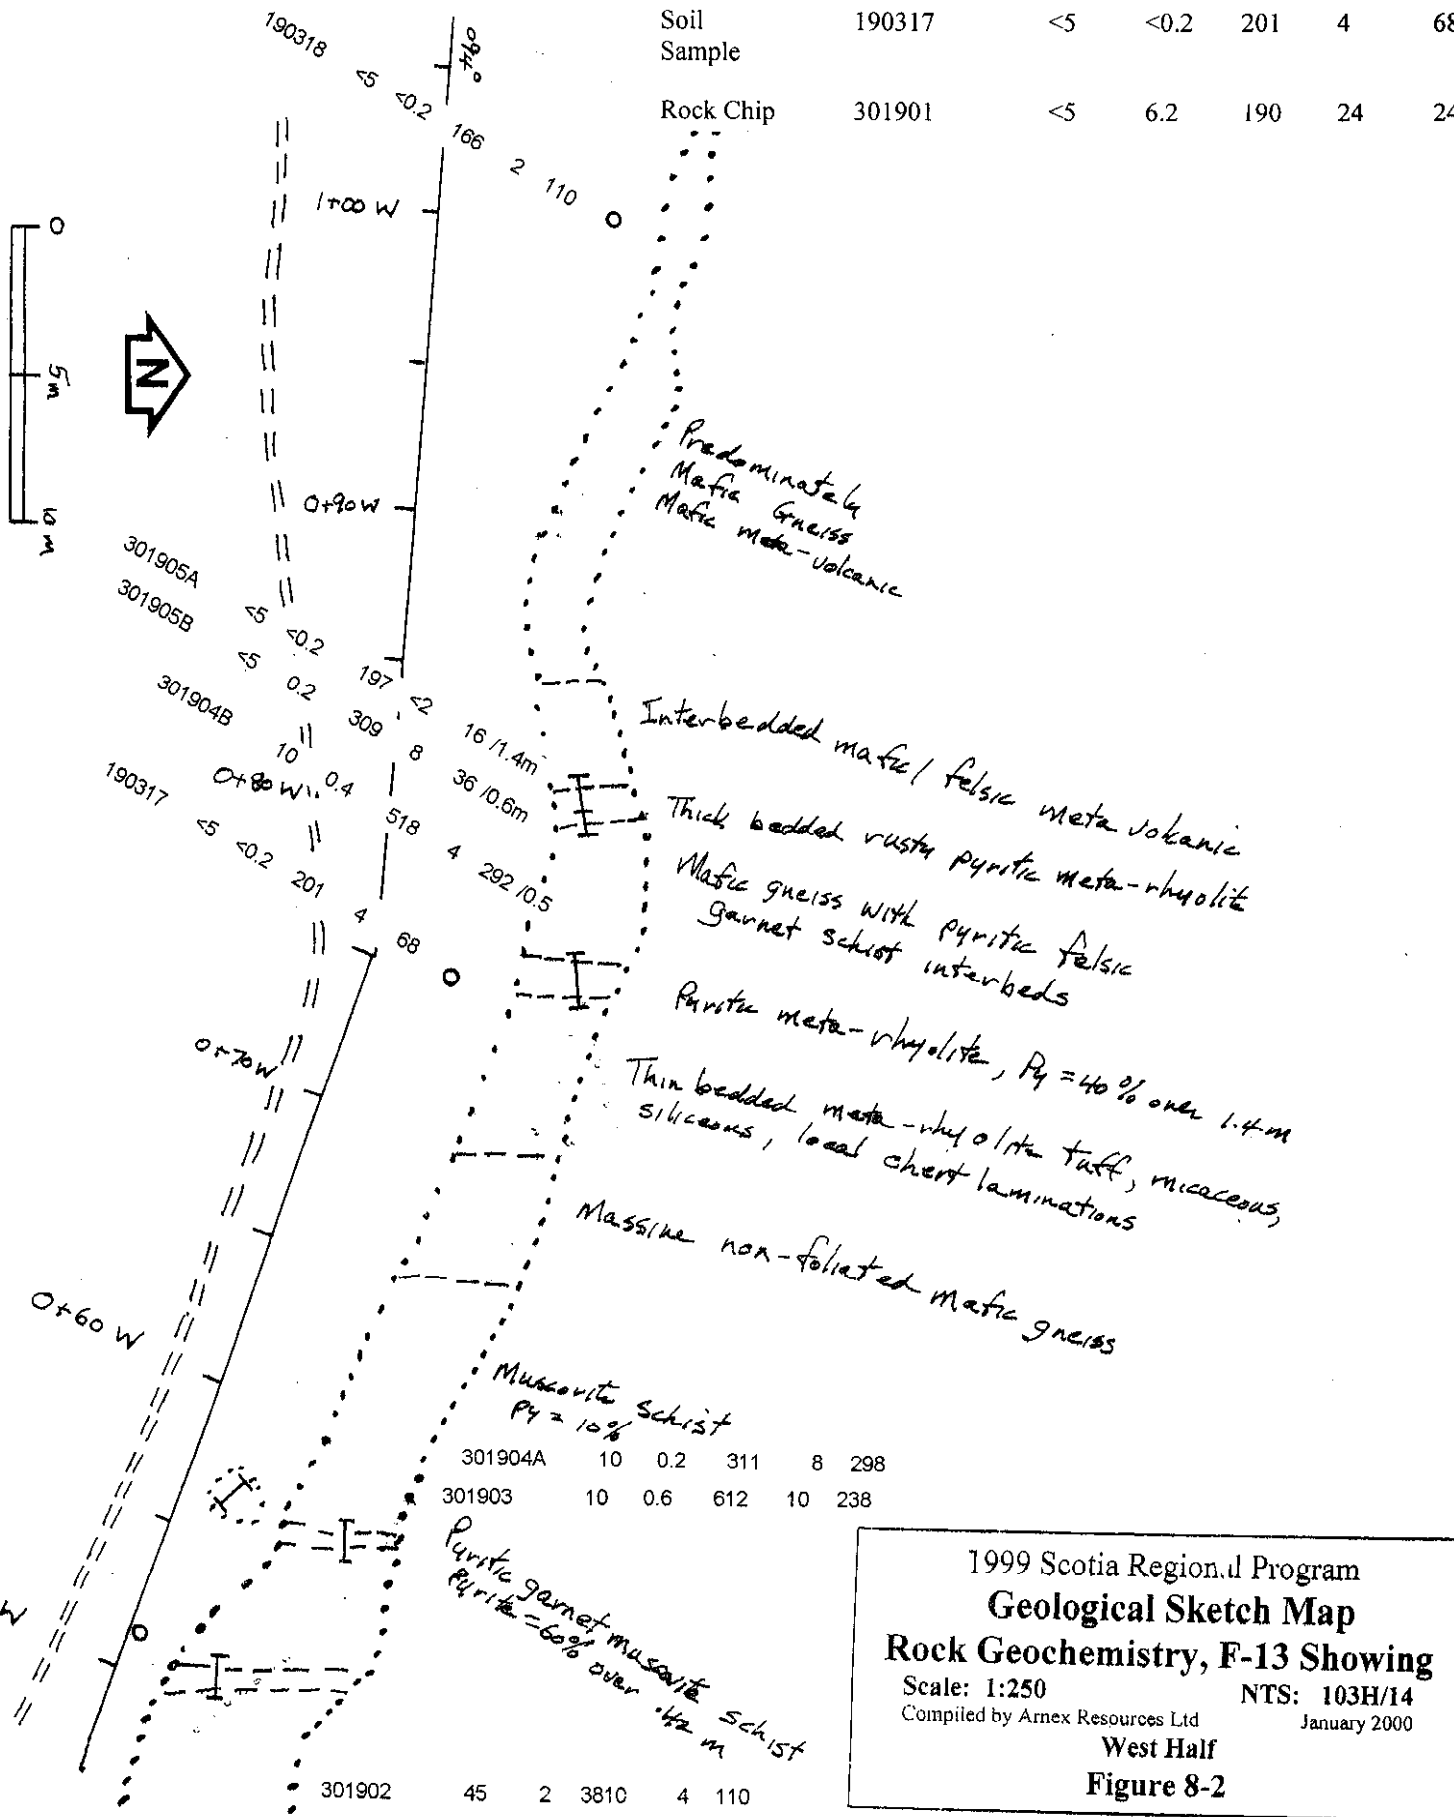 Soil 190317 <5 <0.2 201 4 68
Sample
Rock Chip 301901 <5 6.2 190 24 24
190318 <5 <0.2 166 2 110
094°
1+00 W
0
5m
10 m
N
0+90W
Predominately
Mafic Gneiss
Mafic meta-volcanic
301905A <5 <0.2 197 <2 16 /1.4m
301905B <5 0.2 309 8 36 /0.6m
301904B 10 0.4 518 4 292 /0.5
0+80 W
190317 <5 <0.2 201 4 68
Interbedded mafic/ felsic meta volcanic
Thick bedded rusty pyritic meta-rhyolite
Mafic gneiss with pyritic felsic
garnet schist interbeds
Pyritic meta-rhyolite, Py = 40% over 1.4 m
0+70W
Thin bedded meta-rhyolite tuff, micaceous,
siliceous, local chert laminations
Massive non-foliated mafic gneiss
0+60 W
Muscovite schist
Py = 10%
301904A 10 0.2 311 8 298
301903 10 0.6 612 10 238
Pyritic garnet muscovite schist
Pyrite = 60% over m
W
301902 45 2 3810 4 110
1999 Scotia Regional Program
Geological Sketch Map
Rock Geochemistry, F-13 Showing
Scale: 1:250 NTS: 103H/14
Compiled by Arnex Resources Ltd January 2000
West Half
Figure 8-2